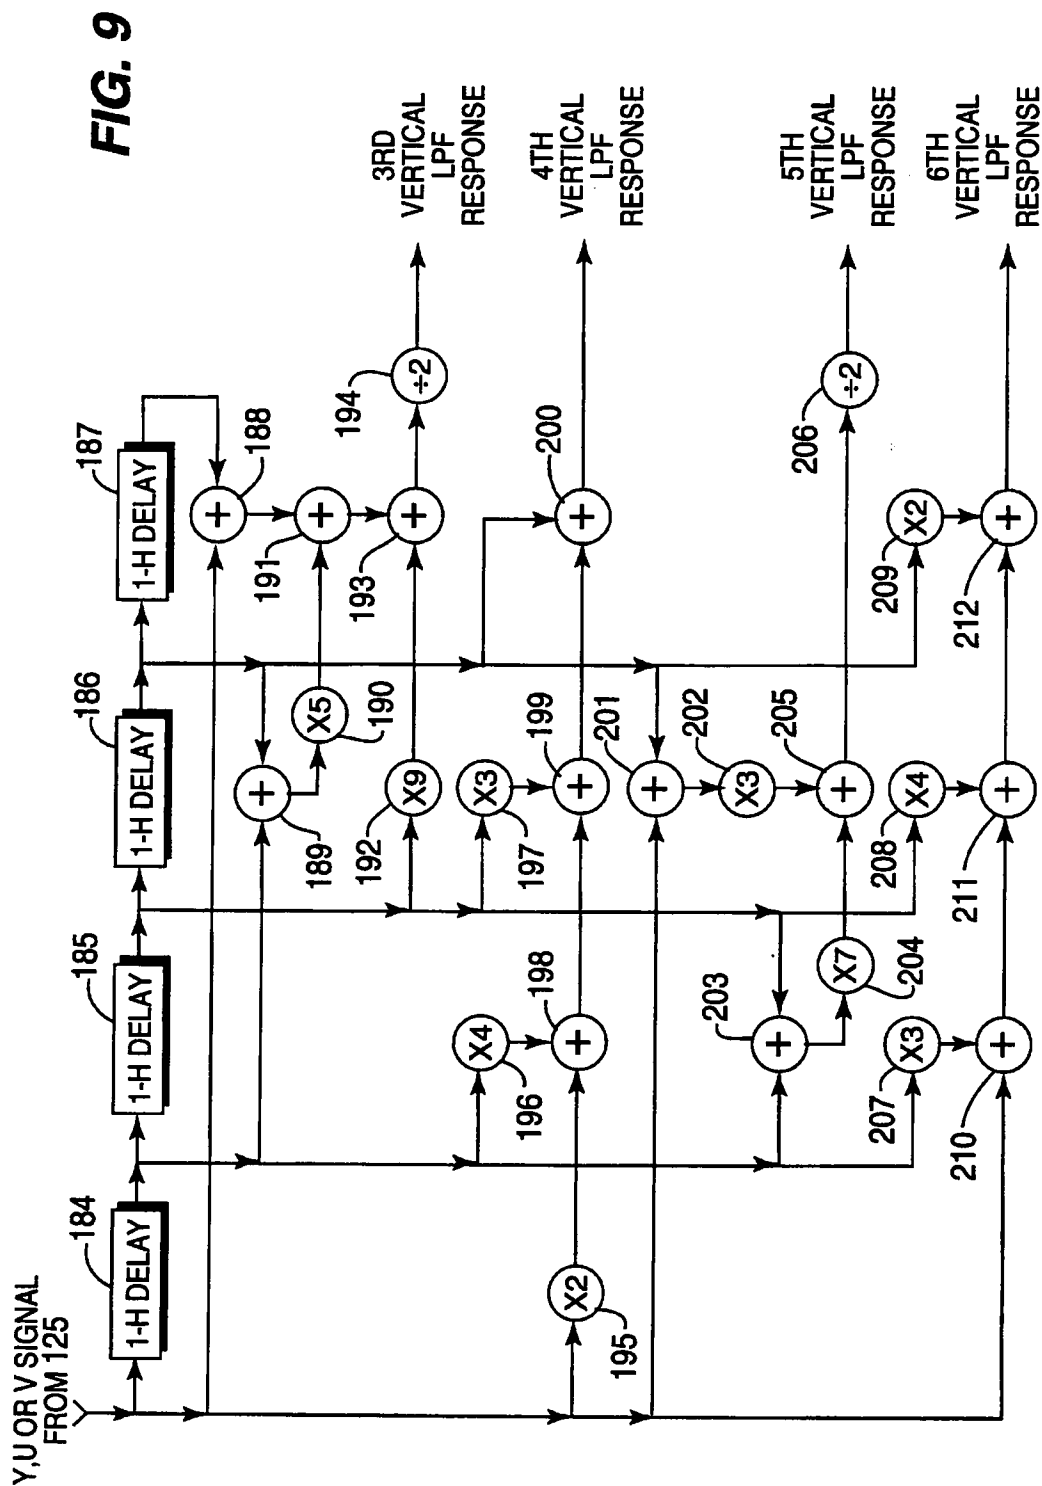 FIG. 9
Y,U OR V SIGNAL
FROM 125
184
1-H DELAY
185
1-H DELAY
186
1-H DELAY
187
1-H DELAY
+
188
+
189
X5
190
+
191
X9
192
+
193
÷2
194
3RD
VERTICAL
LPF
RESPONSE
X2
195
X4
196
X3
197
+
198
+
199
+
200
4TH
VERTICAL
LPF
RESPONSE
+
201
X3
202
+
203
X7
204
+
205
÷2
206
5TH
VERTICAL
LPF
RESPONSE
X3
207
X4
208
X2
209
+
210
+
211
+
212
6TH
VERTICAL
LPF
RESPONSE